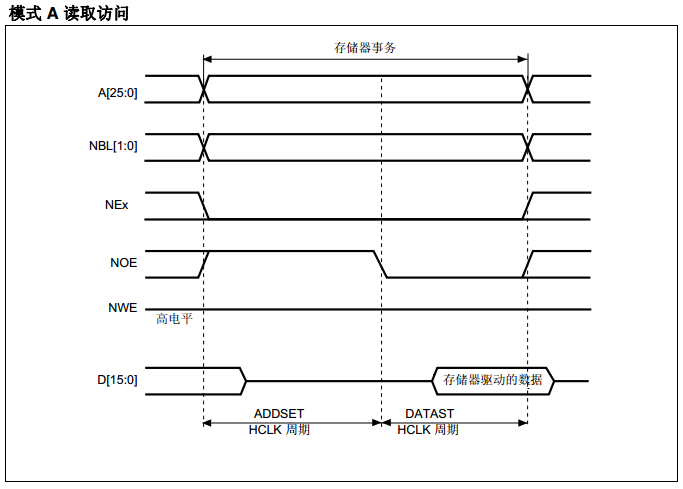 模式 A 读取访问
存储器事务
A[25:0]
NBL[1:0]
NEx
NOE
NWE
高电平
D[15:0]
存储器驱动的数据
ADDSET
HCLK 周期
DATAST
HCLK 周期